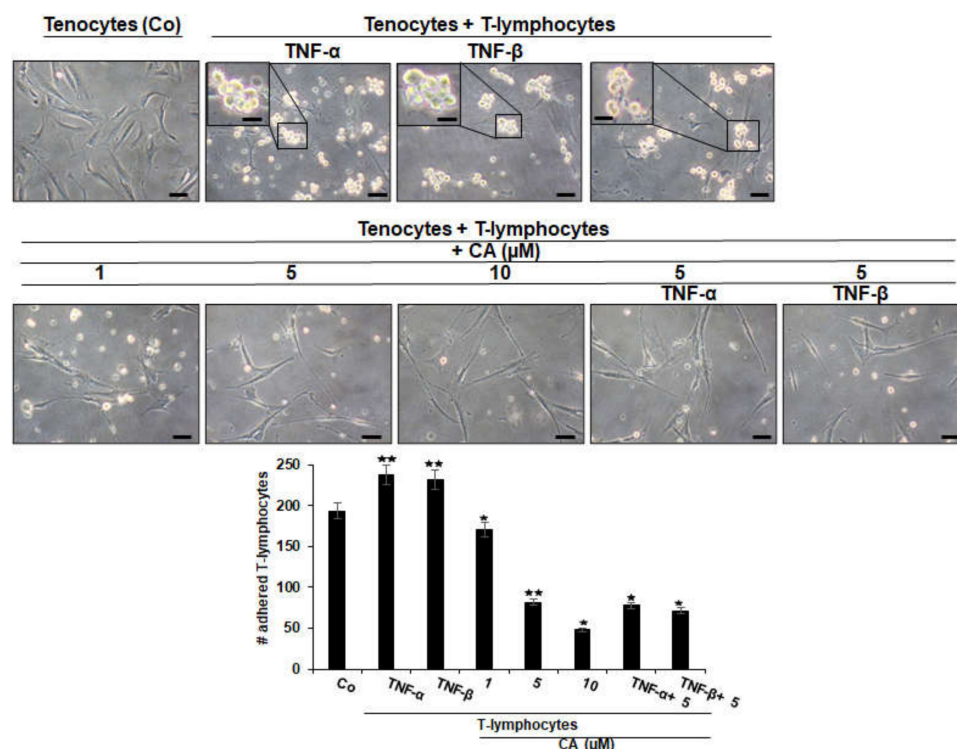 Tenocytes (Co)
Tenocytes + T-lymphocytes
TNF-α
TNF-β
Tenocytes + T-lymphocytes
+ CA (µM)
1 5 10 5 5
TNF-α TNF-β
# adhered T-lymphocytes
250
200
150
100
50
0
★★ ★★ ★ ★★ ★ ★ ★
Co TNF-α TNF-β 1 5 10 TNF-α+ 5 TNF-β+ 5
T-lymphocytes
CA (µM)